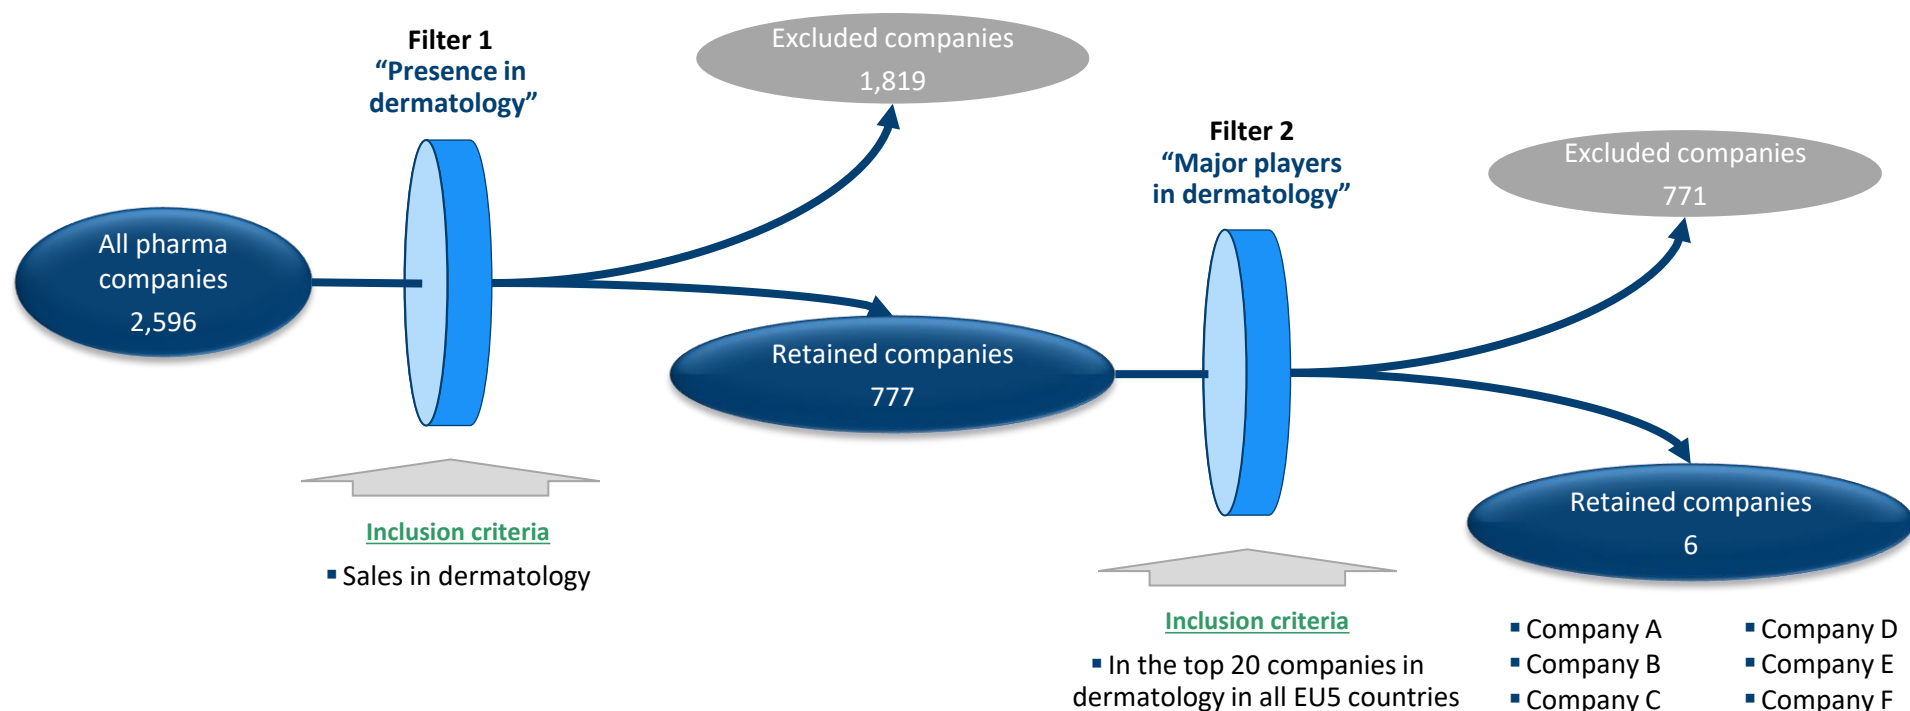 Filter 1
“Presence in
dermatology”
Excluded companies
1,819
Filter 2
“Major players
in dermatology”
Excluded companies
771
All pharma
companies
2,596
Retained companies
777
Retained companies
6
Inclusion criteria
▪ Sales in dermatology
Inclusion criteria
▪ In the top 20 companies in
dermatology in all EU5 countries
▪ Company A
▪ Company B
▪ Company C
▪ Company D
▪ Company E
▪ Company F